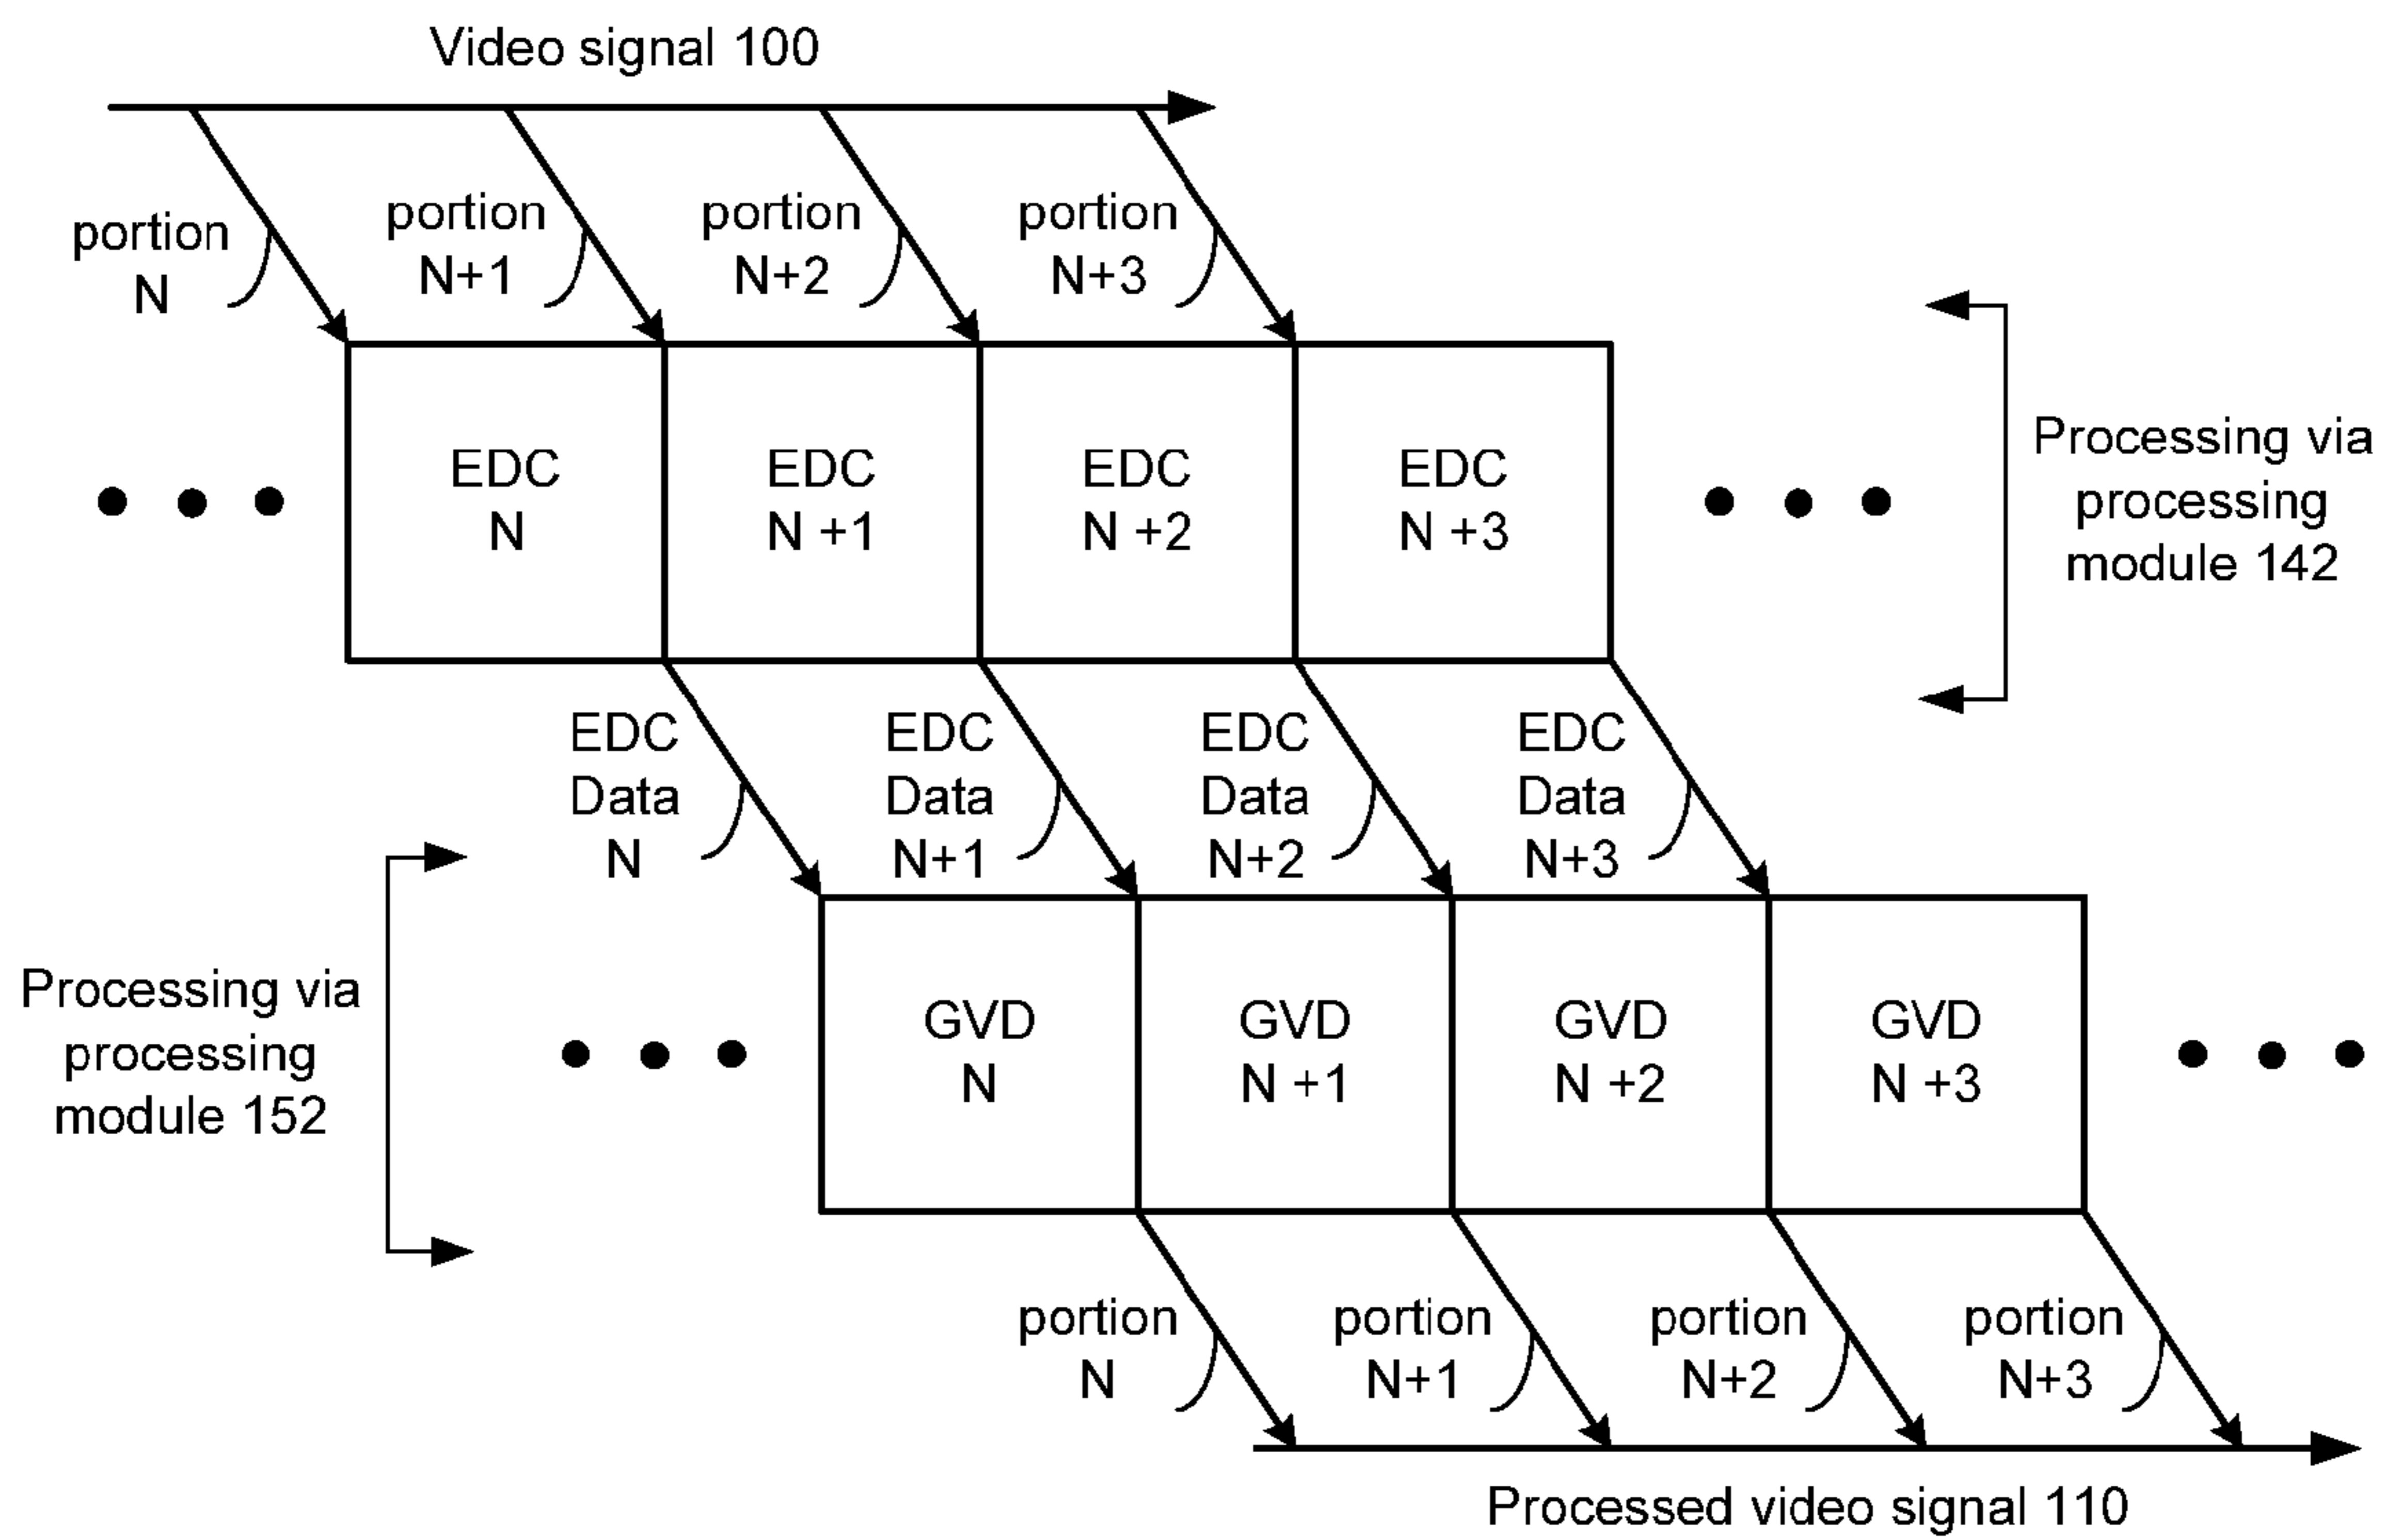 Video signal 100
portion
N
portion
N+1
portion
N+2
portion
N+3
EDC
N
EDC
N +1
EDC
N +2
EDC
N +3
Processing via
processing
module 142
EDC
Data
N
EDC
Data
N+1
EDC
Data
N+2
EDC
Data
N+3
Processing via
processing
module 152
GVD
N
GVD
N +1
GVD
N +2
GVD
N +3
portion
N
portion
N+1
portion
N+2
portion
N+3
Processed video signal 110